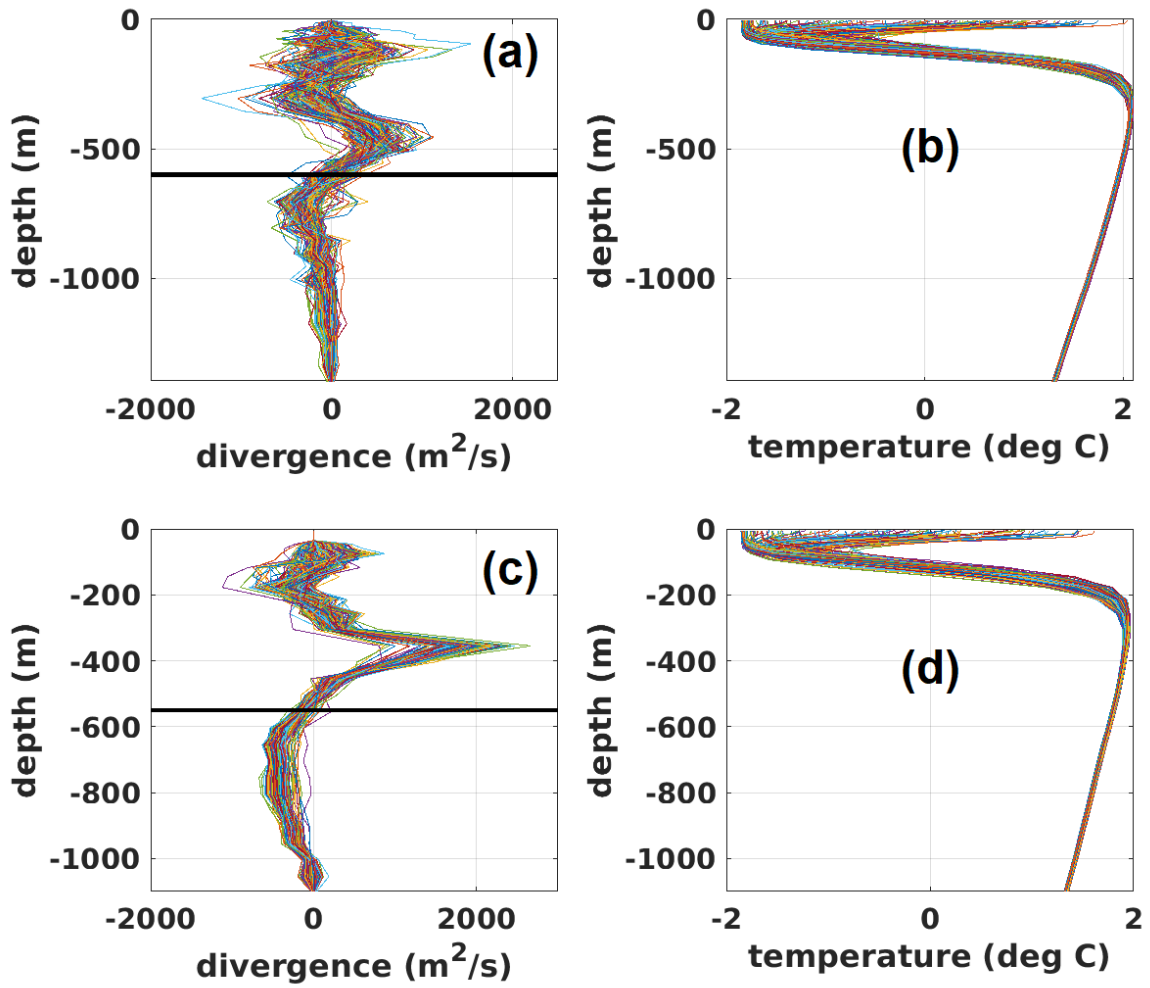 0
-500
-1000
depth (m)
(a)
-2000 0 2000
divergence (m²/s)
0
-500
-1000
depth (m)
(b)
-2 0 2
temperature (deg C)
0
-200
-400
-600
-800
-1000
depth (m)
(c)
-2000 0 2000
divergence (m²/s)
0
-200
-400
-600
-800
-1000
depth (m)
(d)
-2 0 2
temperature (deg C)